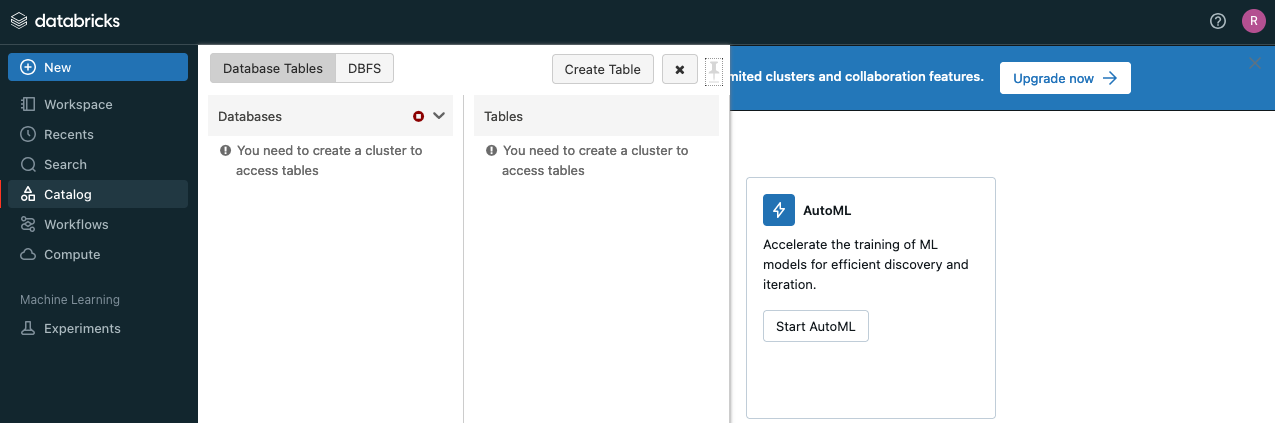 databricks
?
R
New
Workspace
Recents
Search
Catalog
Workflows
Compute
Machine Learning
Experiments
Database Tables
DBFS
Create Table
Databases
You need to create a cluster to
access tables
Tables
You need to create a cluster to
access tables
clusters and collaboration features.
Upgrade now
AutoML
Accelerate the training of ML
models for efficient discovery and
iteration.
Start AutoML